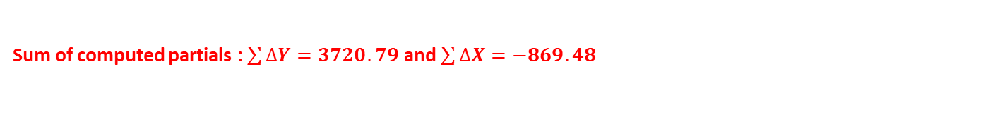 Sum of computed partials : ∑ ΔY = 3720.79 and ∑ ΔX = −869.48